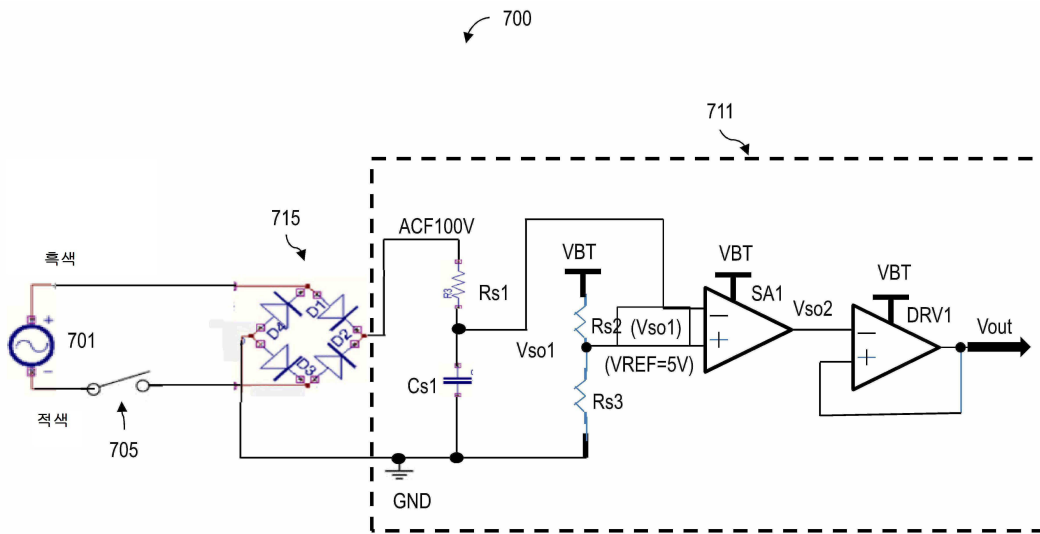 700
711
715
ACF100V
흑색
VBT
VBT
VBT
D1
D4
D2
D3
R3
Rs1
SA1
DRV1
701
Vso1
Rs2
(Vso1)
(VREF=5V)
Vso2
Vout
Cs1
Rs3
적색
705
GND